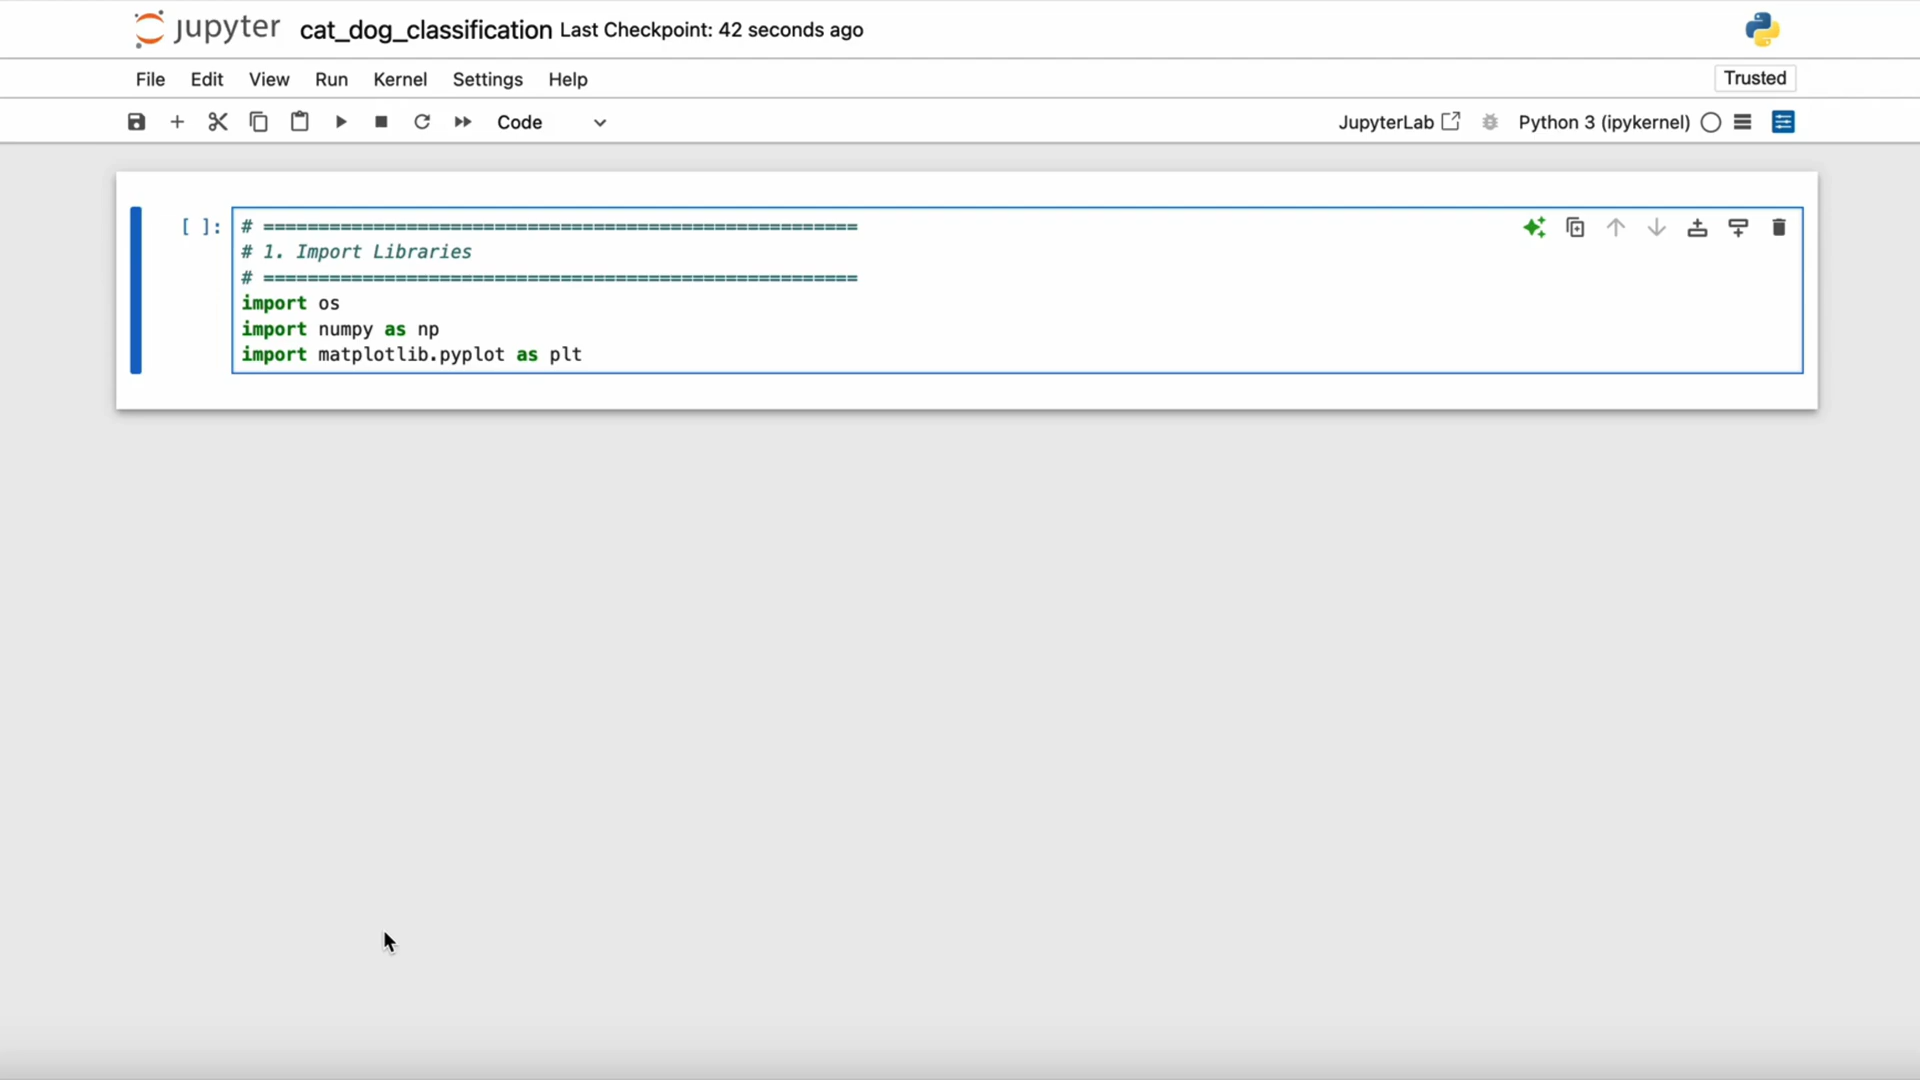 jupyter cat_dog_classification Last Checkpoint: 42 seconds ago
File Edit View Run Kernel Settings Help Trusted
Code JupyterLab Python 3 (ipykernel)
[ ]: # ======================================================
# 1. Import Libraries
# ======================================================
import os
import numpy as np
import matplotlib.pyplot as plt